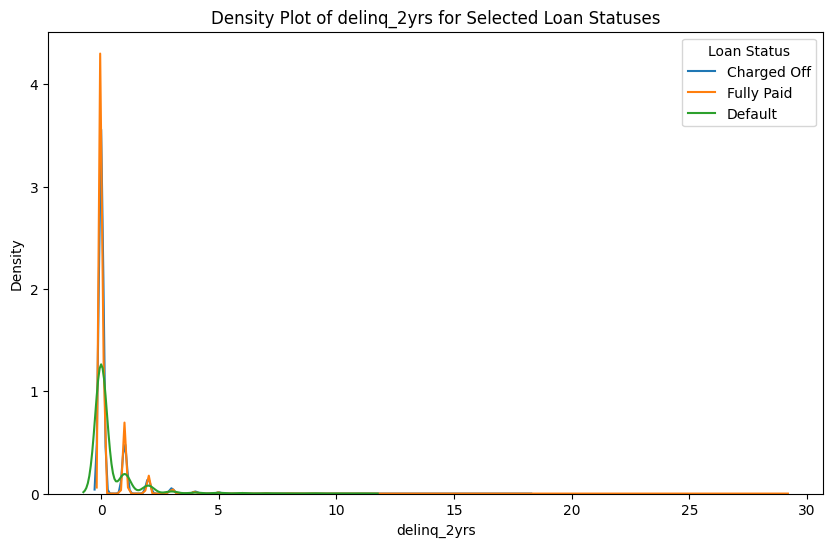 Density Plot of delinq_2yrs for Selected Loan Statuses
Loan Status
Charged Off
Fully Paid
Default
Density
4
3
2
1
0
0 5 10 15 20 25 30
delinq_2yrs